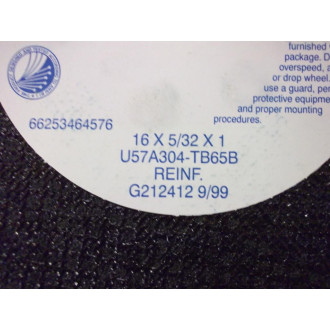 furnished
package. D
overspeed, a
or drop wheel.
use a guard, per
protective equipment
and proper mounting
procedures.
66253464576
16 X 5/32 X 1
U57A304-TB65B
REINF.
G212412 9/99